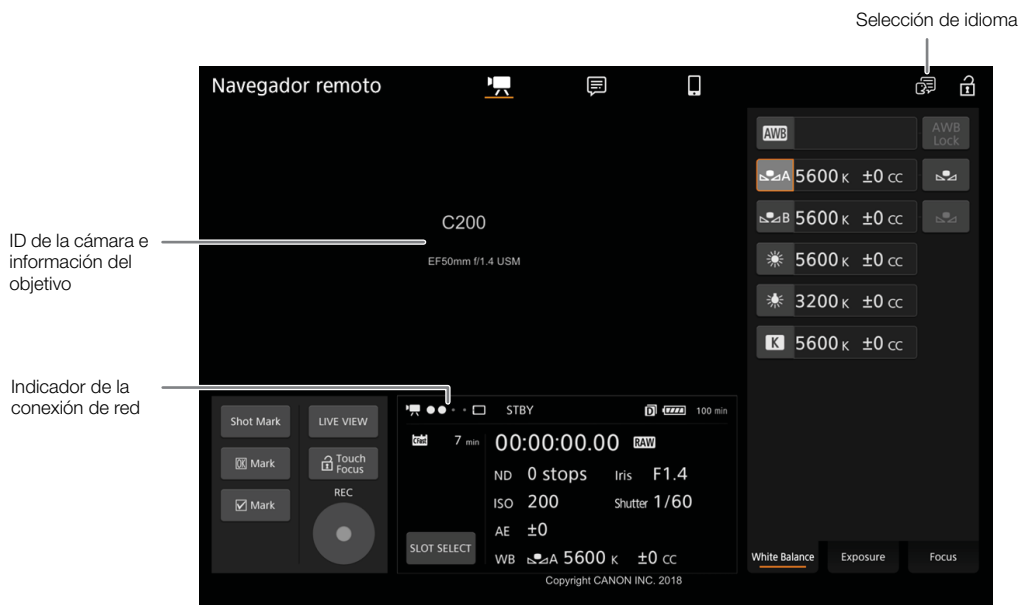 Selección de idioma
Navegador remoto
AWB
AWB
Lock
A 5600 K ±0 CC
B 5600 K ±0 CC
5600 K ±0 CC
3200 K ±0 CC
K 5600 K ±0 CC
C200
EF50mm f/1.4 USM
ID de la cámara e
información del
objetivo
Indicador de la
conexión de red
Shot Mark
LIVE VIEW
OK Mark
Touch
Focus
Mark
REC
STBY
D 100 min
CFast 7 min
00:00:00.00 RAW
ND 0 stops Iris F1.4
ISO 200 Shutter 1/60
AE ±0
SLOT SELECT
WB A 5600 K ±0 CC
White Balance
Exposure
Focus
Copyright CANON INC. 2018